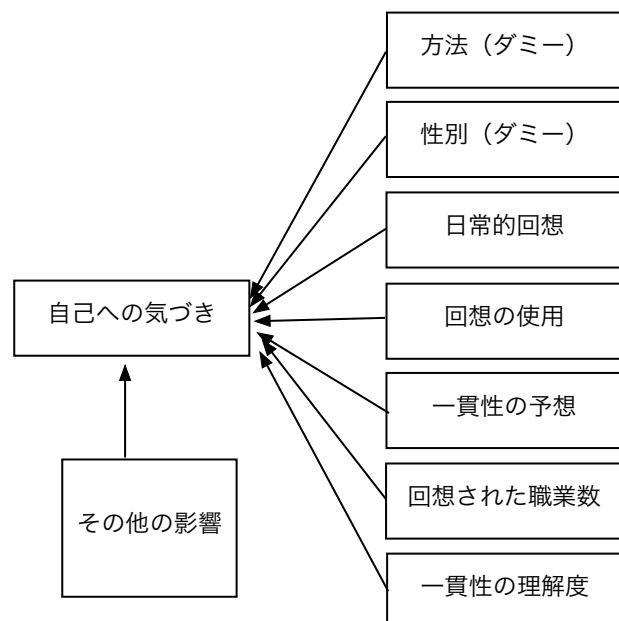 方法（ダミー）
性別（ダミー）
日常的回想
自己への気づき
回想の使用
一貫性の予想
回想された職業数
その他の影響
一貫性の理解度